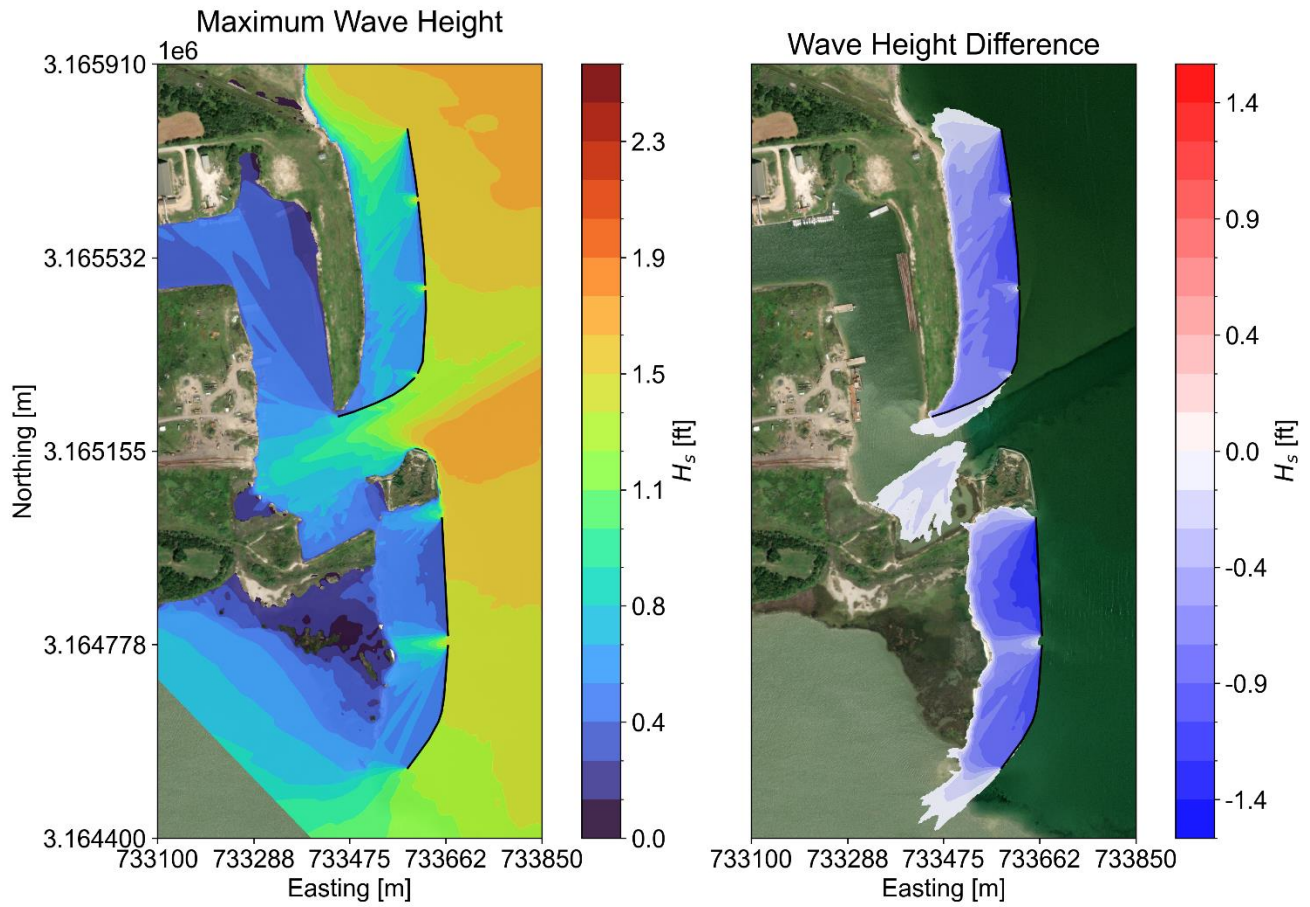 Maximum Wave Height
1e6
3.165910
3.165532
3.165155
3.164778
3.164400
Northing [m]
733100 733288 733475 733662 733850
Easting [m]
2.3
1.9
1.5
1.1
0.8
0.4
0.0
H_s [ft]
Wave Height Difference
733100 733288 733475 733662 733850
Easting [m]
1.4
0.9
0.4
0.0
-0.4
-0.9
-1.4
H_s [ft]